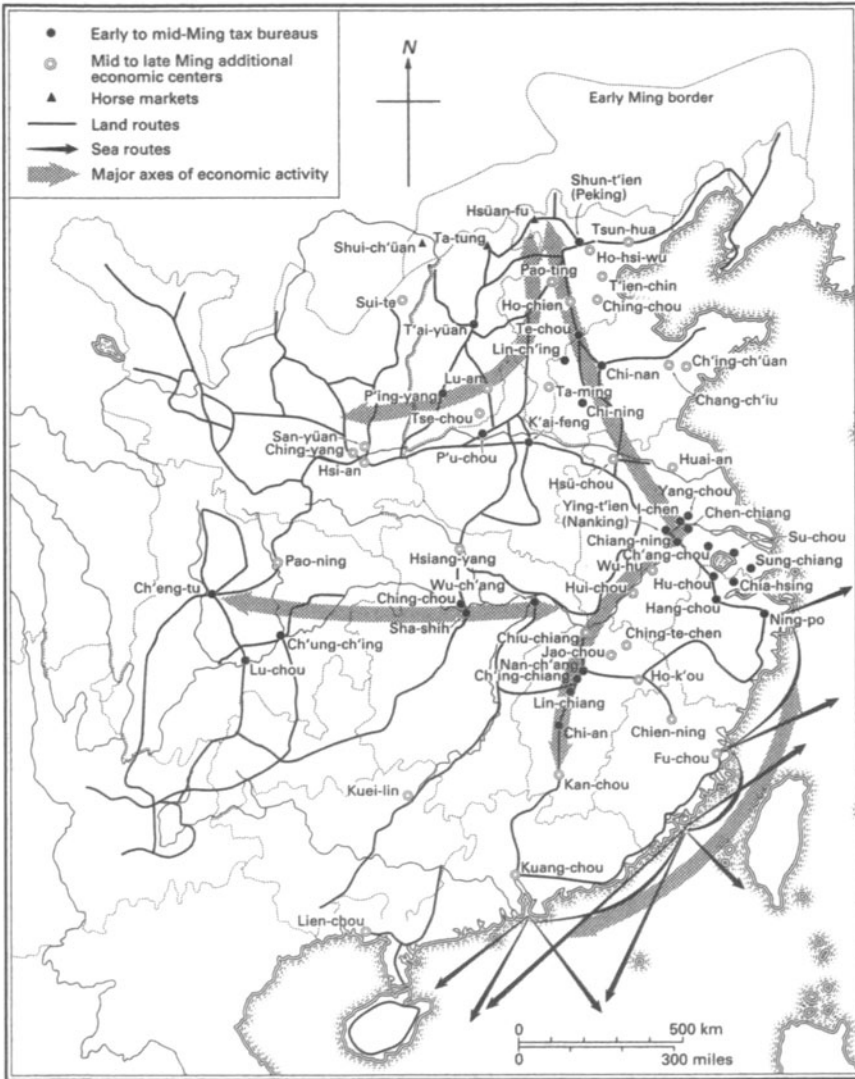 Early to mid-Ming tax bureaus
Mid to late Ming additional
economic centers
Horse markets
Land routes
Sea routes
Major axes of economic activity
N
Early Ming border
Shun-t'ien
(Peking)
Hsüan-fu
Tsun-hua
Shui-ch'üan
Ta-tung
Ho-hsi-wu
Pao-ting
T'ien-chin
Sui-te
Ho-chien
Ching-chou
T'ai-yüan
Te-chou
Lin-ch'ing
Ch'ing-ch'üan
Lu-an
Chi-nan
P'ing-yang
Ta-ming
Chang-ch'iu
Tse-chou
Chi-ning
San-yüan
K'ai-feng
Ching-yang
P'u-chou
Huai-an
Hsi-an
Hsü-chou
Yang-chou
Ying-t'ien
I-chen
(Nanking)
Chen-chiang
Chiang-ning
Su-chou
Pao-ning
Hsiang-yang
Ch'ang-chou
Wu-hu
Sung-chiang
Ch'eng-tu
Wu-ch'ang
Hui-chou
Hu-chou
Chia-hsing
Ching-chou
Hang-chou
Sha-shih
Ning-po
Ch'ung-ch'ing
Chiu-chiang
Ching-te-chen
Jao-chou
Lu-chou
Nan-ch'ang
Ch'ing-chiang
Ho-k'ou
Lin-chiang
Chi-an
Chien-ning
Fu-chou
Kuei-lin
Kan-chou
Kuang-chou
Lien-chou
0 500 km
0 300 miles